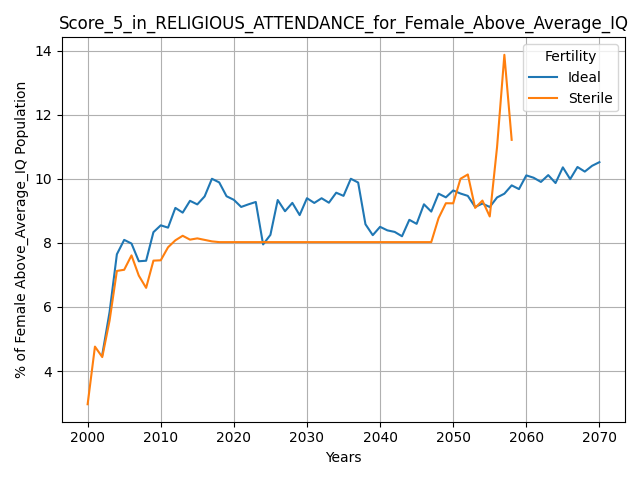 Score_5_in_RELIGIOUS_ATTENDANCE_for_Female_Above_Average_IQ
Fertility
Ideal
Sterile
% of Female Above_Average_IQ Population
14
12
10
8
6
4
2000 2010 2020 2030 2040 2050 2060 2070
Years